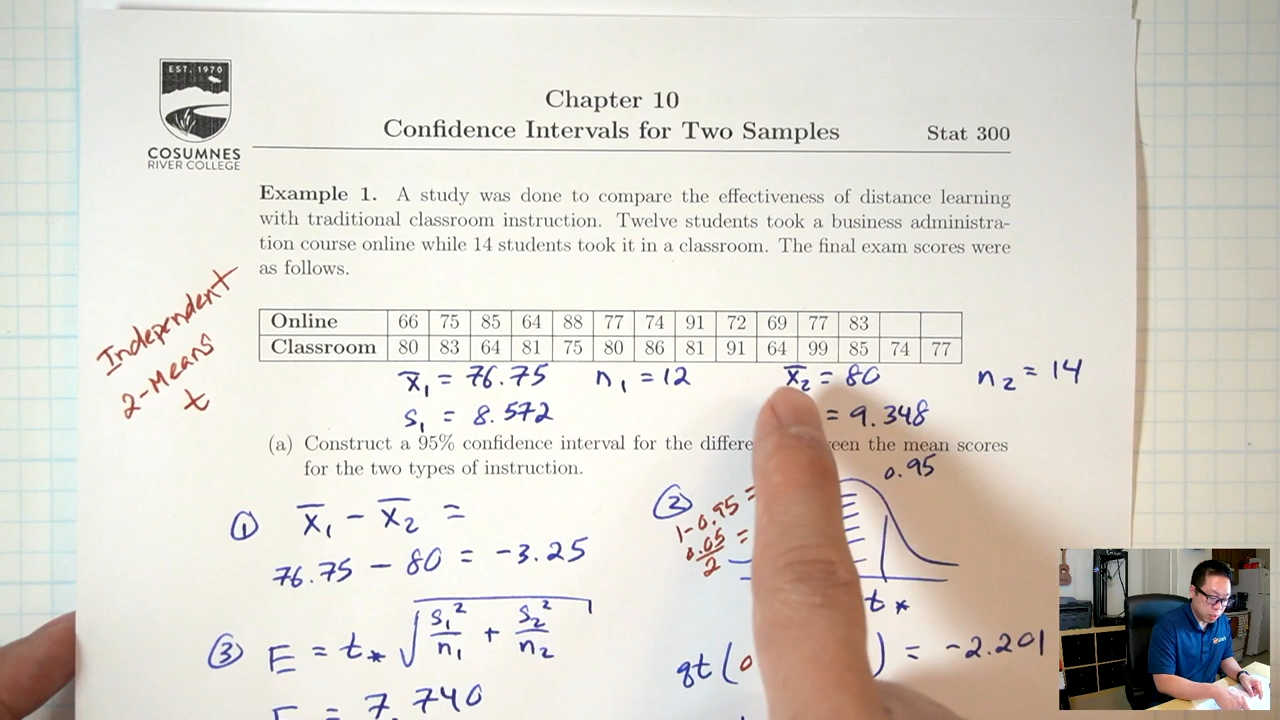 EST. 1970
COSUMNES
RIVER COLLEGE
Chapter 10
Confidence Intervals for Two Samples
Stat 300
Example 1. A study was done to compare the effectiveness of distance learning
with traditional classroom instruction. Twelve students took a business administra-
tion course online while 14 students took it in a classroom. The final exam scores were
as follows.
Independent
2-Means
t
Online 66 75 85 64 88 77 74 91 72 69 77 83
Classroom 80 83 64 81 75 80 86 81 91 64 99 85 74 77
x̄₁ = 76.75 n₁ = 12 x̄₂ = 80 n₂ = 14
s₁ = 8.572 = 9.348
(a) Construct a 95% confidence interval for the differe een the mean scores
for the two types of instruction.
① x̄₁ − x̄₂ =
76.75 − 80 = −3.25
② 1-0.95 =
0.05/2 =
0.95
t*
③ E = t* √(s₁²/n₁ + s₂²/n₂)
qt(0 ) = −2.201
E = 7.740